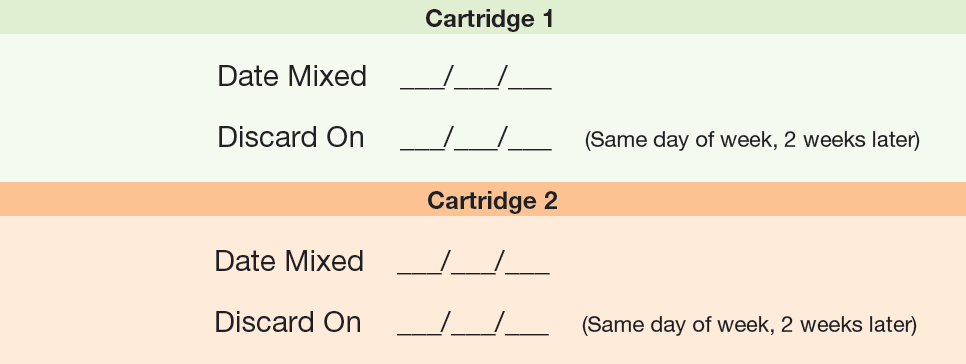 Cartridge 1
Date Mixed ___/___/___
Discard On ___/___/___ (Same day of week, 2 weeks later)
Cartridge 2
Date Mixed ___/___/___
Discard On ___/___/___ (Same day of week, 2 weeks later)